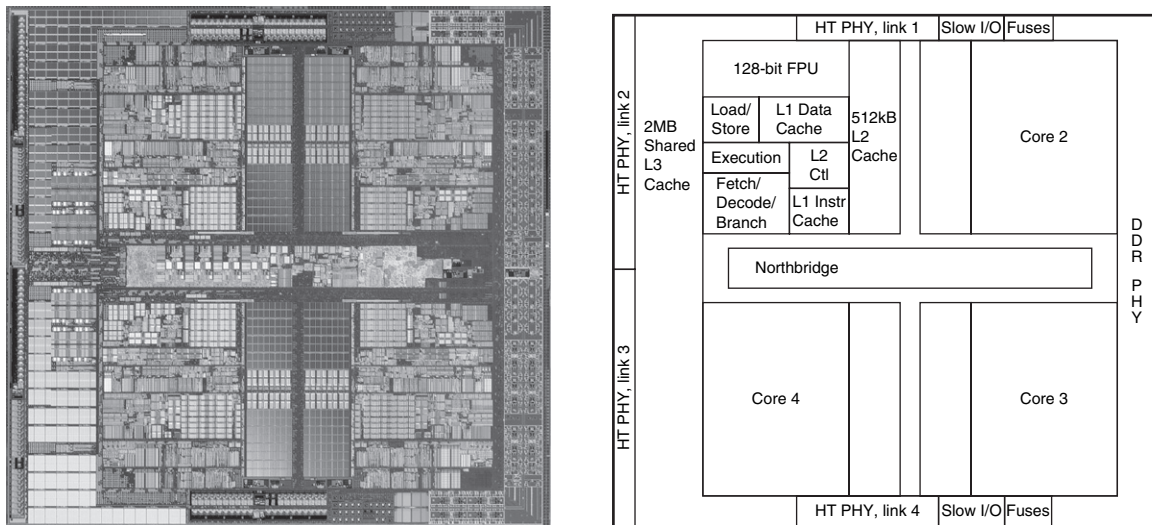 HT PHY, link 1
Slow I/O
Fuses
HT PHY, link 2
2MB
Shared
L3
Cache
128-bit FPU
Load/
Store
L1 Data
Cache
Execution
L2
Ctl
Fetch/
Decode/
Branch
L1 Instr
Cache
512kB
L2
Cache
Core 2
Northbridge
DDR PHY
HT PHY, link 3
Core 4
Core 3
HT PHY, link 4
Slow I/O
Fuses